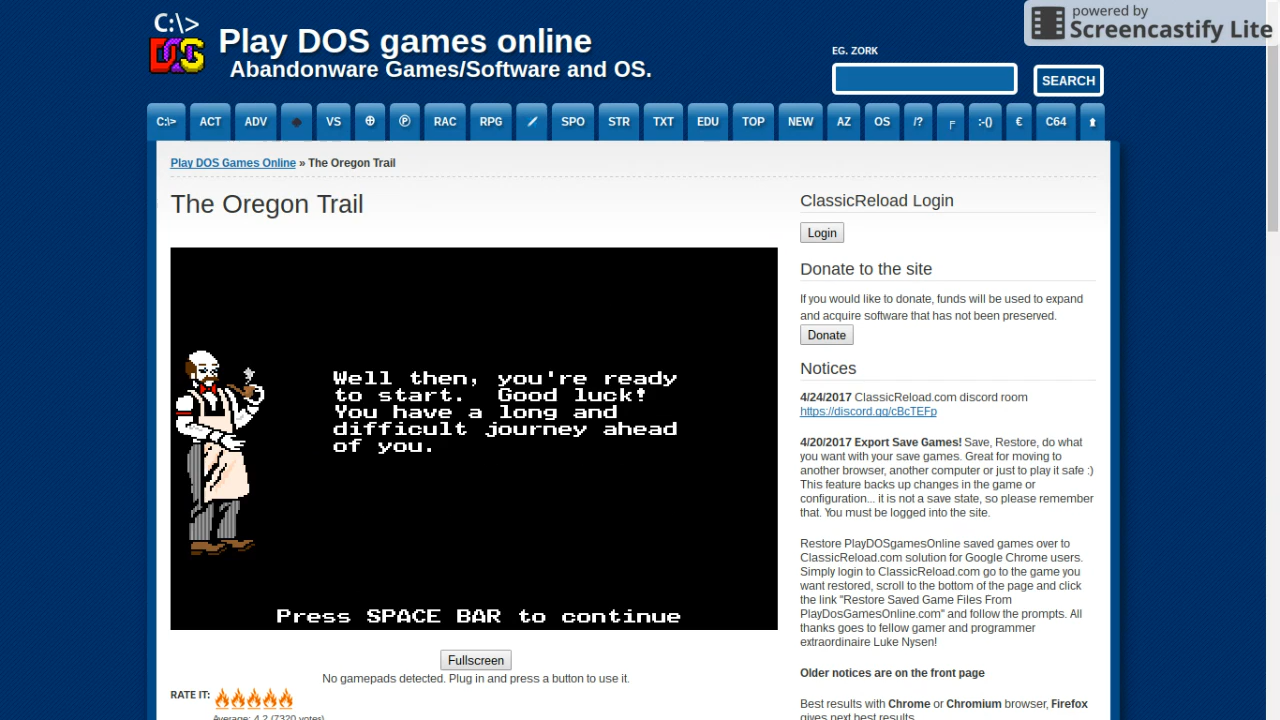 powered by
Screencastify Lite
C:\>
DOS
Play DOS games online
Abandonware Games/Software and OS.
EG. ZORK
SEARCH
C:\> ACT ADV ♠ VS ⊕ Ⓟ RAC RPG SPO STR TXT EDU TOP NEW AZ OS /? ╒ :-() € C64
Play DOS Games Online » The Oregon Trail
The Oregon Trail
Well then, you're ready
to start. Good luck!
You have a long and
difficult journey ahead
of you.
Press SPACE BAR to continue
Fullscreen
No gamepads detected. Plug in and press a button to use it.
RATE IT:
Average: 4.2 (7320 votes)
ClassicReload Login
Login
Donate to the site
If you would like to donate, funds will be used to expand
and acquire software that has not been preserved.
Donate
Notices
4/24/2017 ClassicReload.com discord room
https://discord.gg/cBcTEFp
4/20/2017 Export Save Games! Save, Restore, do what
you want with your save games. Great for moving to
another browser, another computer or just to play it safe :)
This feature backs up changes in the game or
configuration... it is not a save state, so please remember
that. You must be logged into the site.
Restore PlayDOSgamesOnline saved games over to
ClassicReload.com solution for Google Chrome users.
Simply login to ClassicReload.com go to the game you
want restored, scroll to the bottom of the page and click
the link "Restore Saved Game Files From
PlayDosGamesOnline.com" and follow the prompts. All
thanks goes to fellow gamer and programmer
extraordinaire Luke Nysen!
Older notices are on the front page
Best results with Chrome or Chromium browser, Firefox
gives next best results